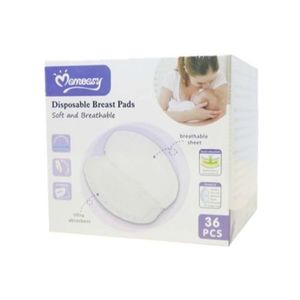 Momeasy
Disposable Breast Pads
Soft and Breathable
breathable
sheet
ultra
absorbent
36
PCS